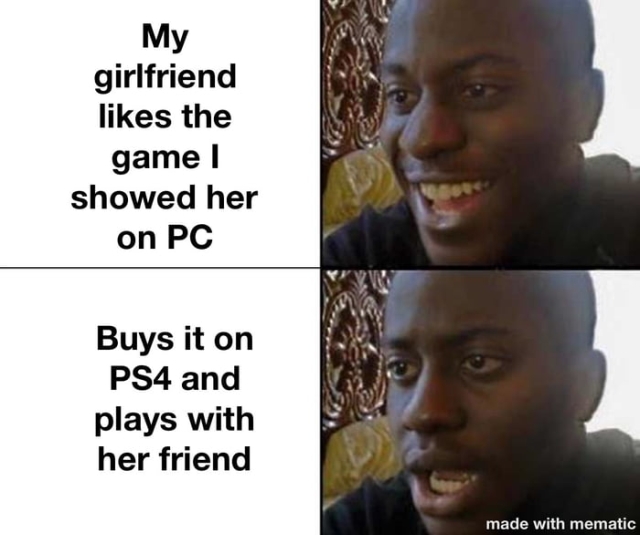 My
girlfriend
likes the
game I
showed her
on PC
Buys it on
PS4 and
plays with
her friend
made with mematic